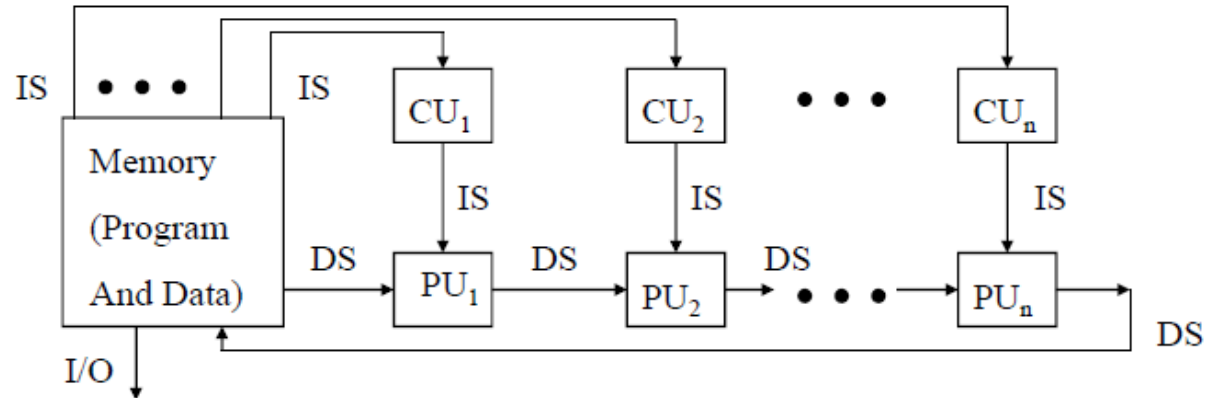 IS
IS
CU1
CU2
CUn
Memory
(Program
And Data)
IS
IS
IS
DS
PU1
DS
PU2
DS
PUn
DS
I/O